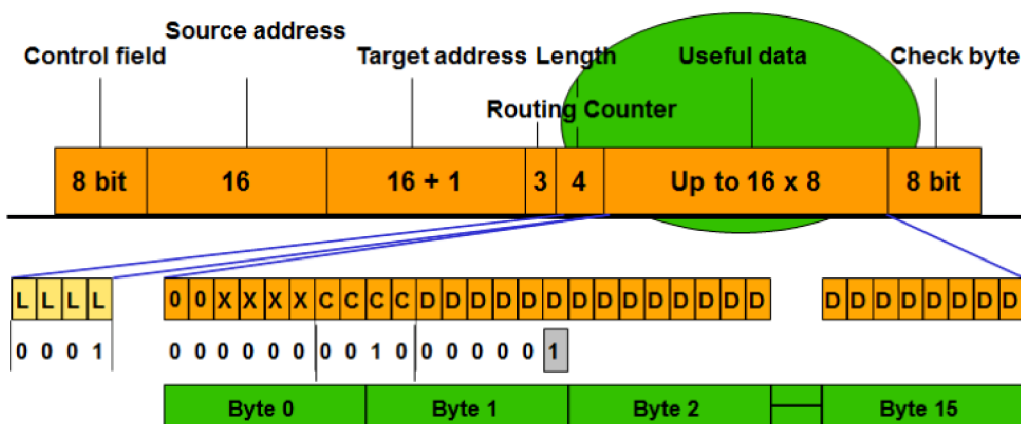 Source address
Control field Target address Length Useful data Check byte
Routing Counter
8 bit 16 16 + 1 3 4 Up to 16 x 8 8 bit
L L L L 0 0 X X X X C C C C D D D D D D D D D D D D D D D D D D D D D D
0 0 0 1 0 0 0 0 0 0 0 0 1 0 0 0 0 0 0 1
Byte 0 Byte 1 Byte 2 Byte 15